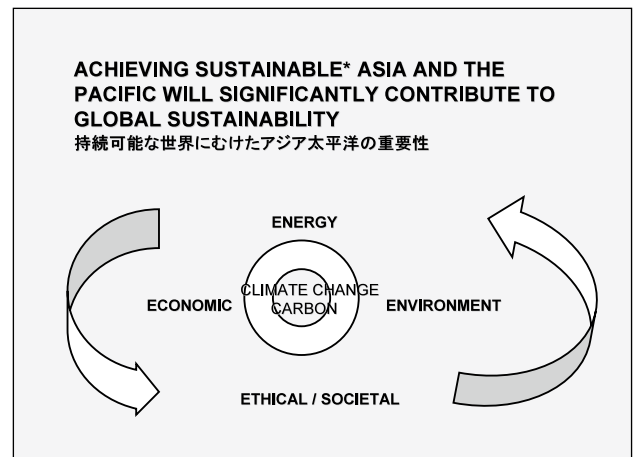 ACHIEVING SUSTAINABLE* ASIA AND THE
PACIFIC WILL SIGNIFICANTLY CONTRIBUTE TO
GLOBAL SUSTAINABILITY
持続可能な世界にむけたアジア太平洋の重要性
ENERGY
CLIMATE CHANGE
CARBON
ECONOMIC
ENVIRONMENT
ETHICAL / SOCIETAL